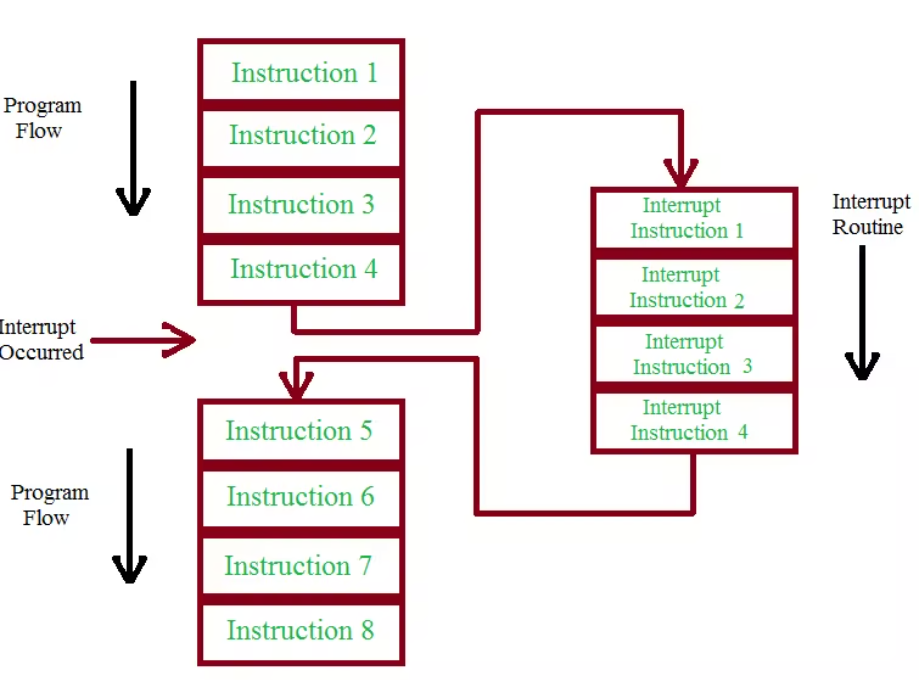 Program
Flow
Instruction 1
Instruction 2
Instruction 3
Instruction 4
Interrupt
Occurred
Instruction 5
Instruction 6
Instruction 7
Instruction 8
Program
Flow
Interrupt
Instruction 1
Interrupt
Instruction 2
Interrupt
Instruction 3
Interrupt
Instruction 4
Interrupt
Routine